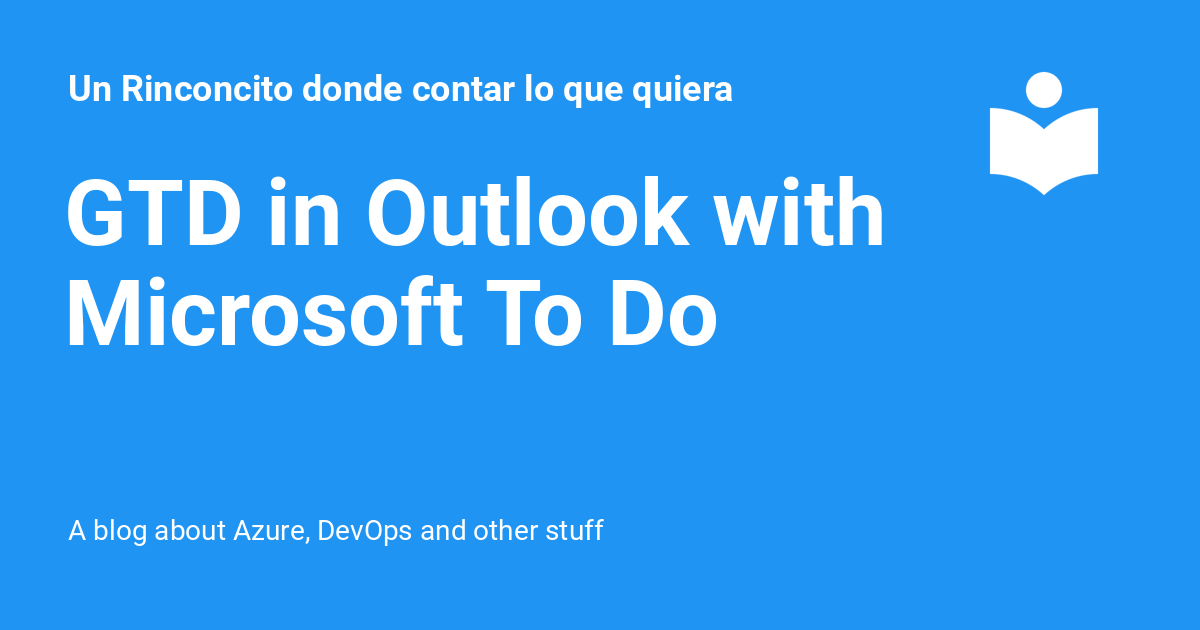 Un Rinconcito donde contar lo que quiera
GTD in Outlook with
Microsoft To Do
A blog about Azure, DevOps and other stuff